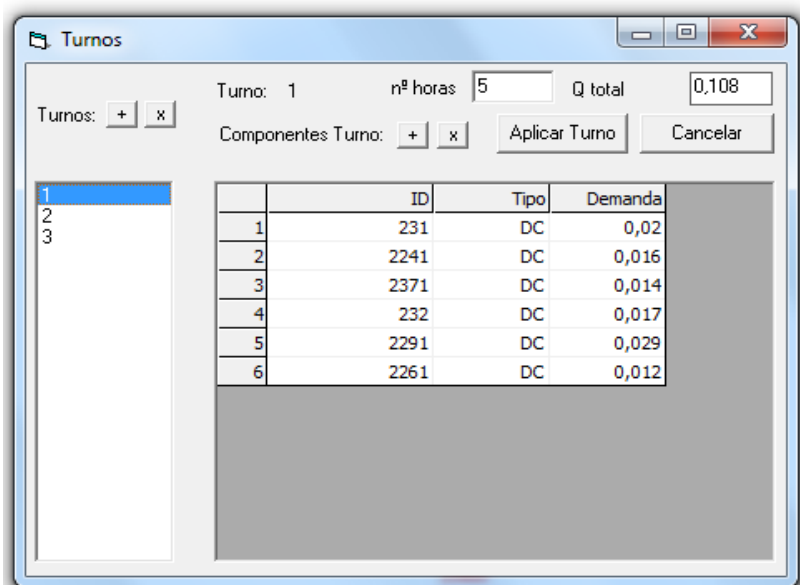 Turnos
Turnos: + x
Turno: 1 nº horas 5 Q total 0,108
Componentes Turno: + x Aplicar Turno Cancelar
1
2
3
ID Tipo Demanda
1 231 DC 0,02
2 2241 DC 0,016
3 2371 DC 0,014
4 232 DC 0,017
5 2291 DC 0,029
6 2261 DC 0,012